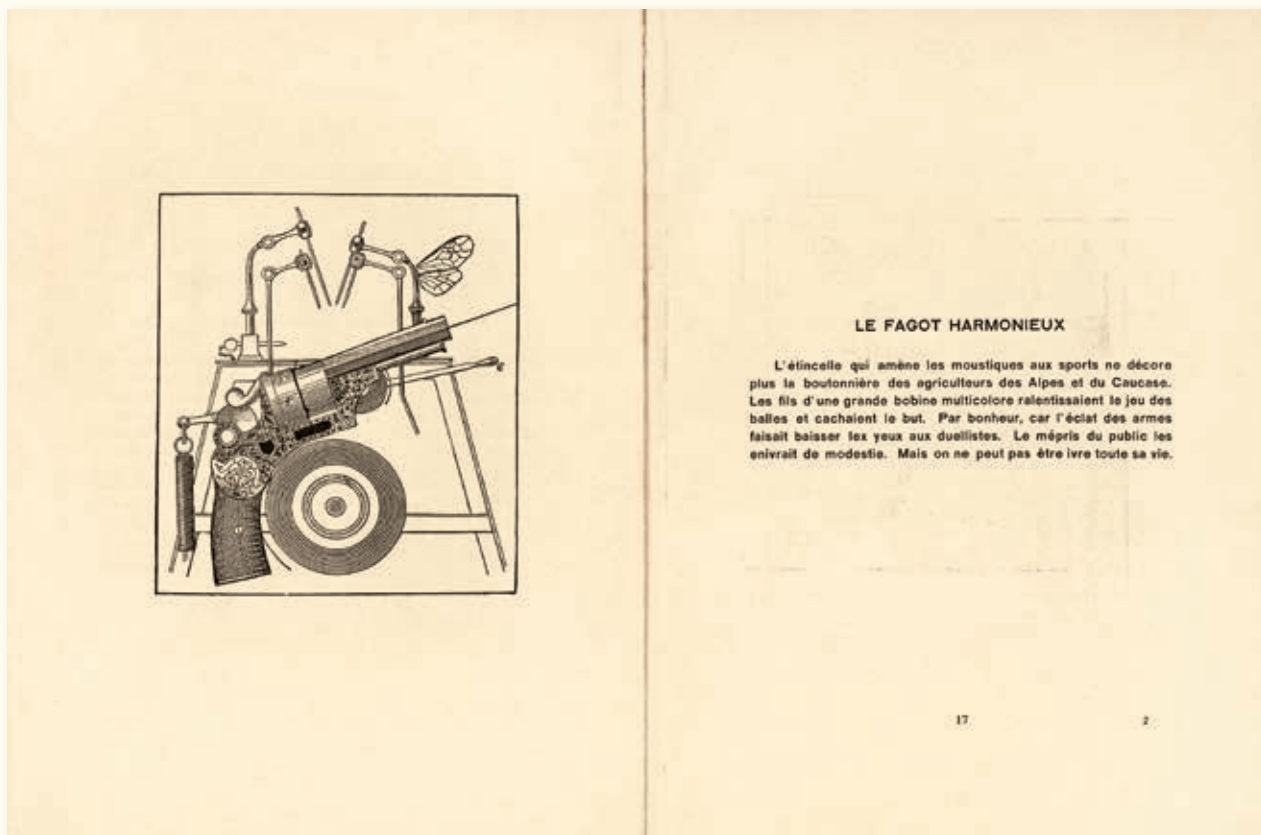 LE FAGOT HARMONIEUX
L'étincelle qui amène les moustiques aux sports ne décore
plus la boutonnière des agriculteurs des Alpes et du Caucase.
Les fils d'une grande bobine multicolore ralentissaient le jeu des
balles et cachaient le but. Par bonheur, car l'éclat des armes
faisait baisser lex yeux aux duellistes. Le mépris du public les
enivrait de modestie. Mais on ne peut pas être ivre toute sa vie.
17 2